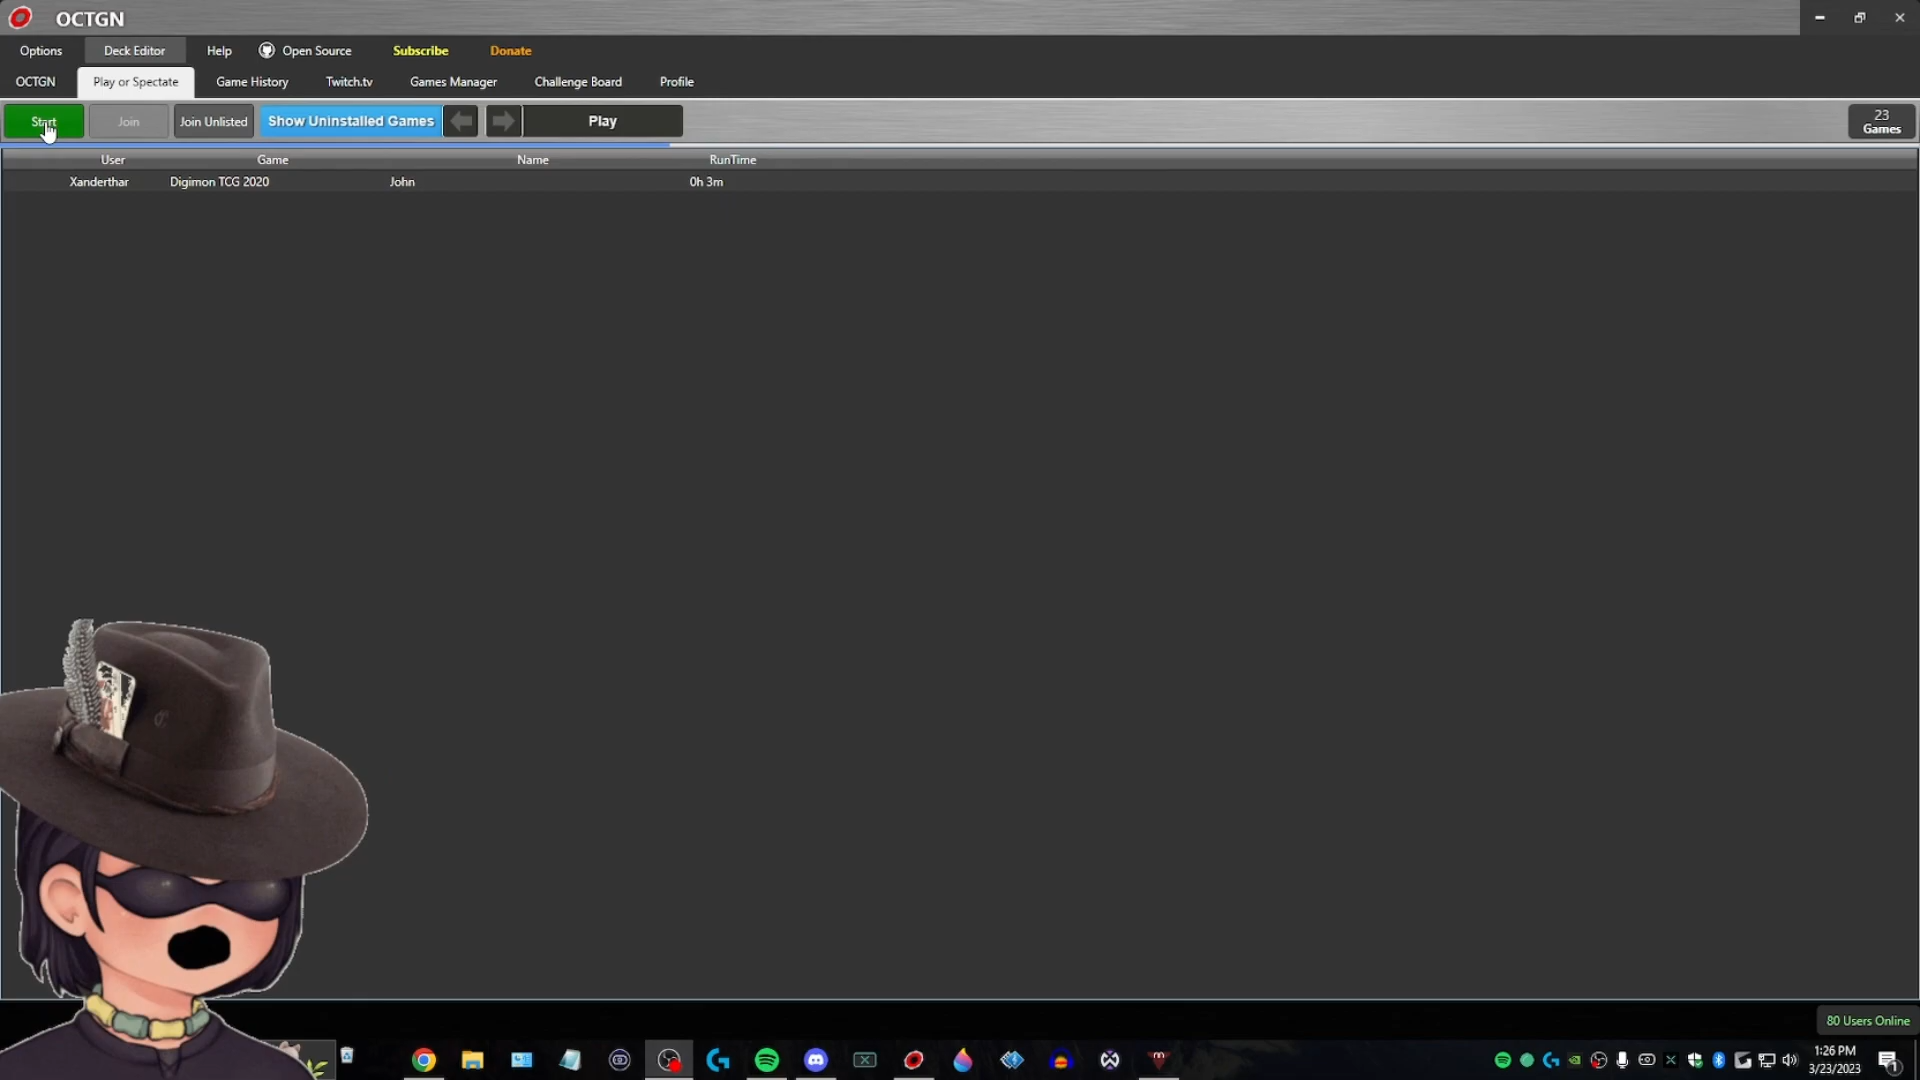 OCTGN
Options Deck Editor Help Open Source Subscribe Donate
OCTGN Play or Spectate Game History Twitch.tv Games Manager Challenge Board Profile
Start Join Join Unlisted Show Uninstalled Games Play 23
Games
User Game Name RunTime
Xanderthar Digimon TCG 2020 John 0h 3m
80 Users Online
1:26 PM
3/23/2023
1